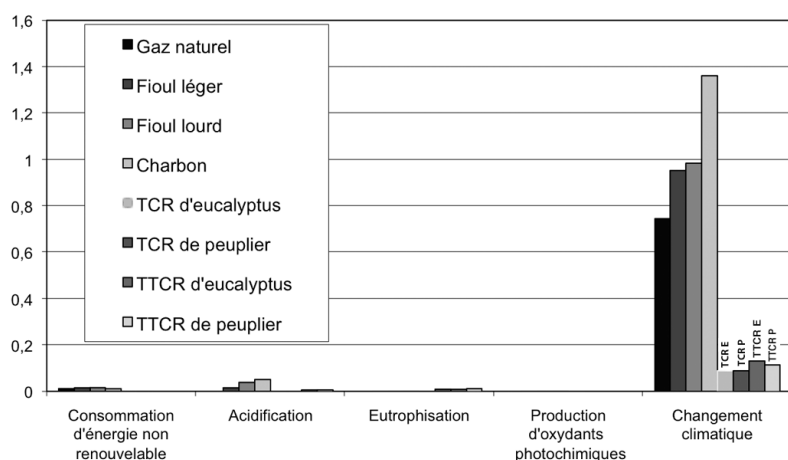 1,6
1,4
1,2
1
0,8
0,6
0,4
0,2
0
Gaz naturel
Fioul léger
Fioul lourd
Charbon
TCR d'eucalyptus
TCR de peuplier
TTCR d'eucalyptus
TTCR de peuplier
TCR E
TCR P
TTCR E
TTCR P
Consommation
d'énergie non
renouvelable
Acidification
Eutrophisation
Production
d'oxydants
photochimiques
Changement
climatique